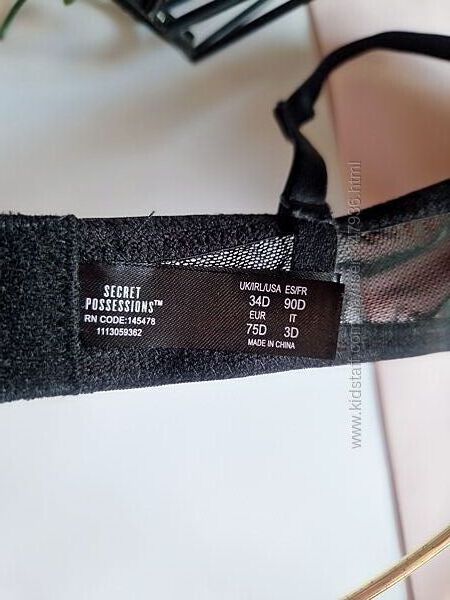 SECRET
POSSESSIONS™
RN CODE:145476
1113059362
UK/IRL/USA ES/FR
34D 90D
EUR IT
75D 3D
MADE IN CHINA